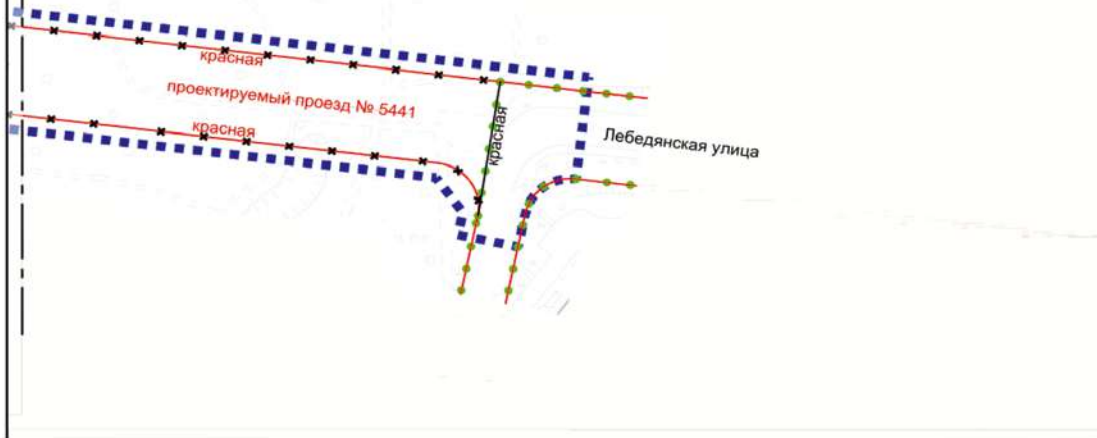 красная
проектируемый проезд № 5441
красная
красная
Лебедянская улица